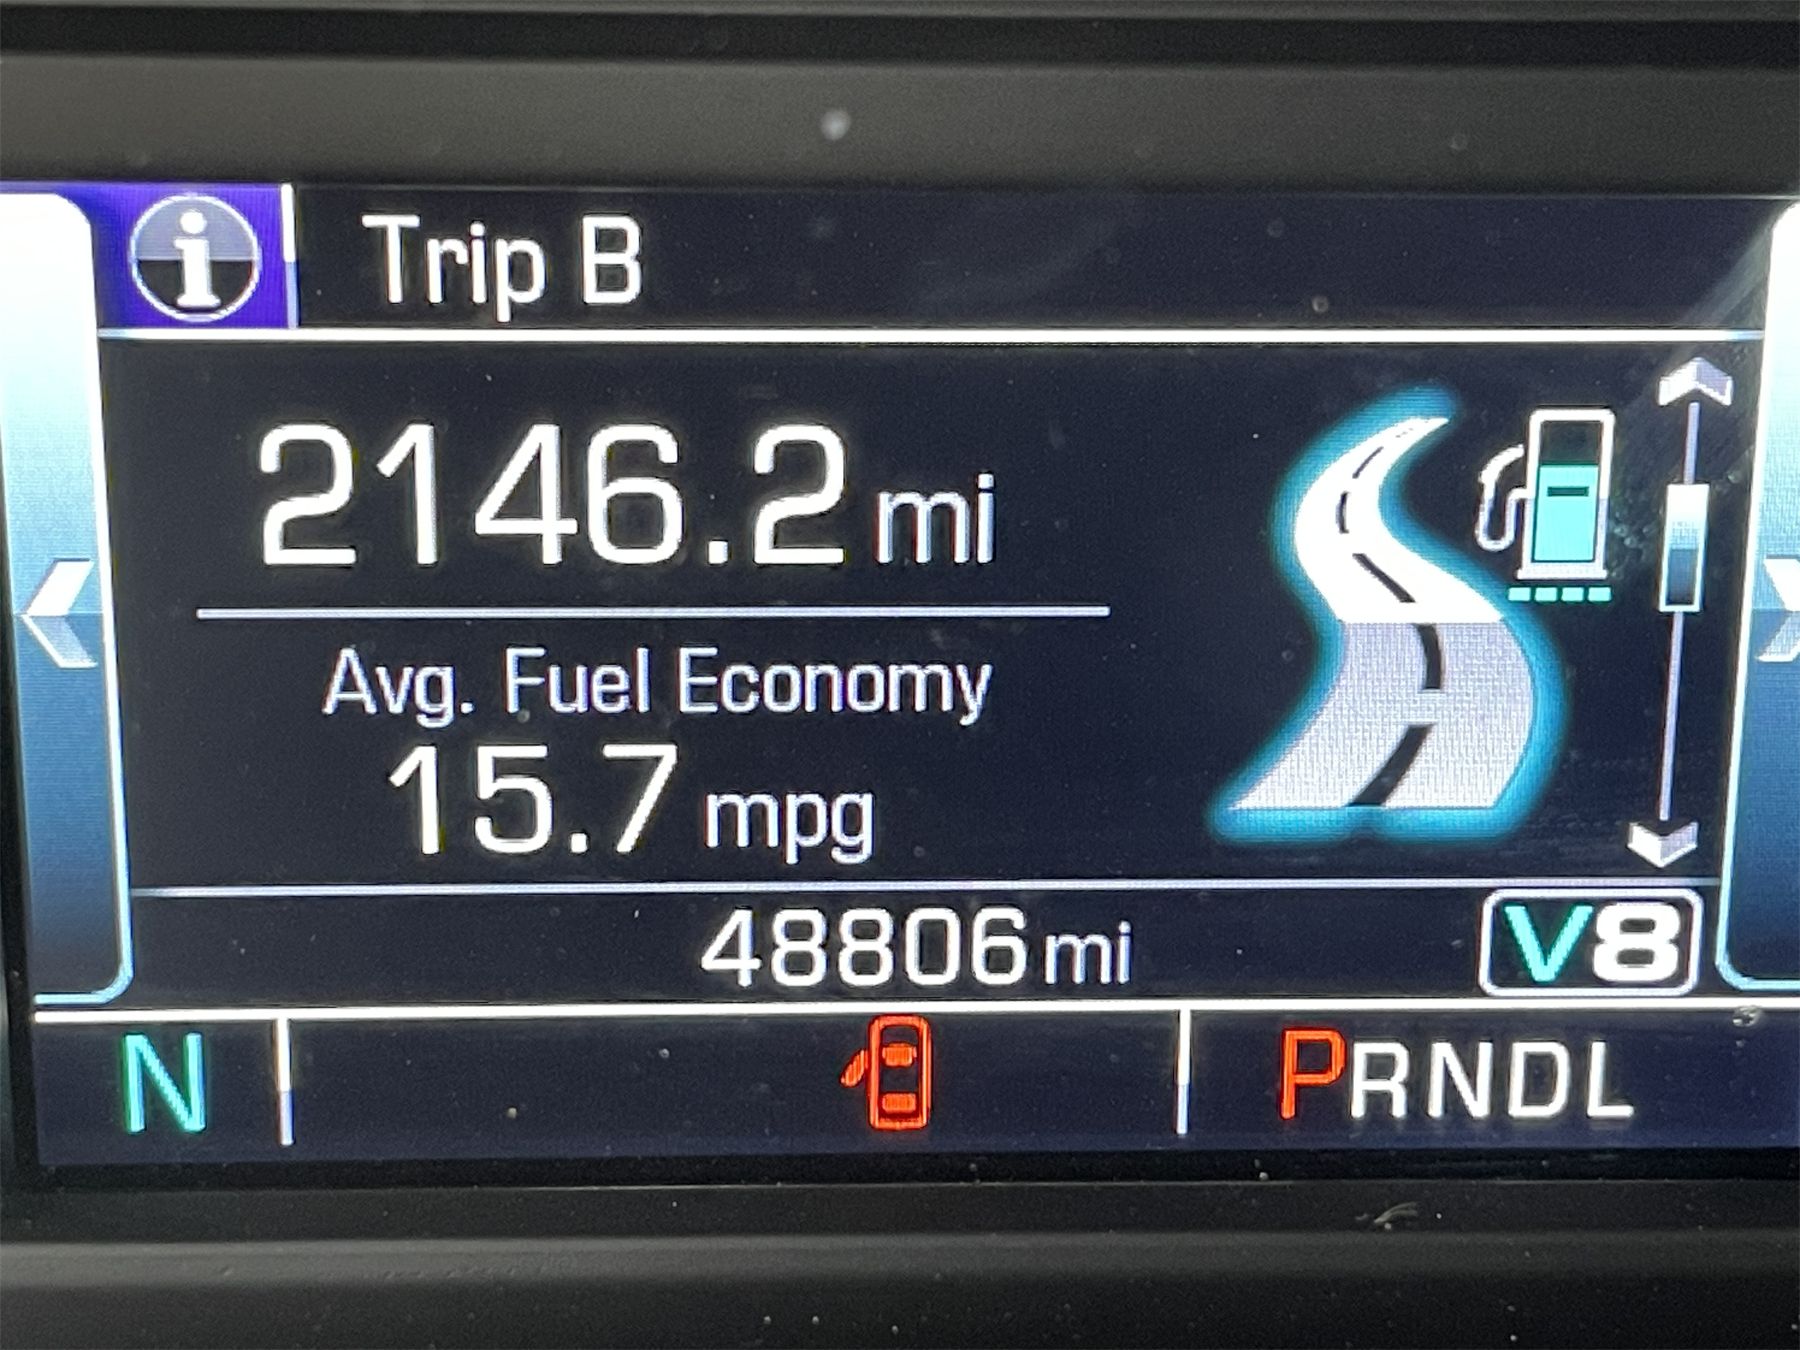 i Trip B
2146.2 mi
Avg. Fuel Economy
15.7 mpg
48806 mi V8
N PRNDL